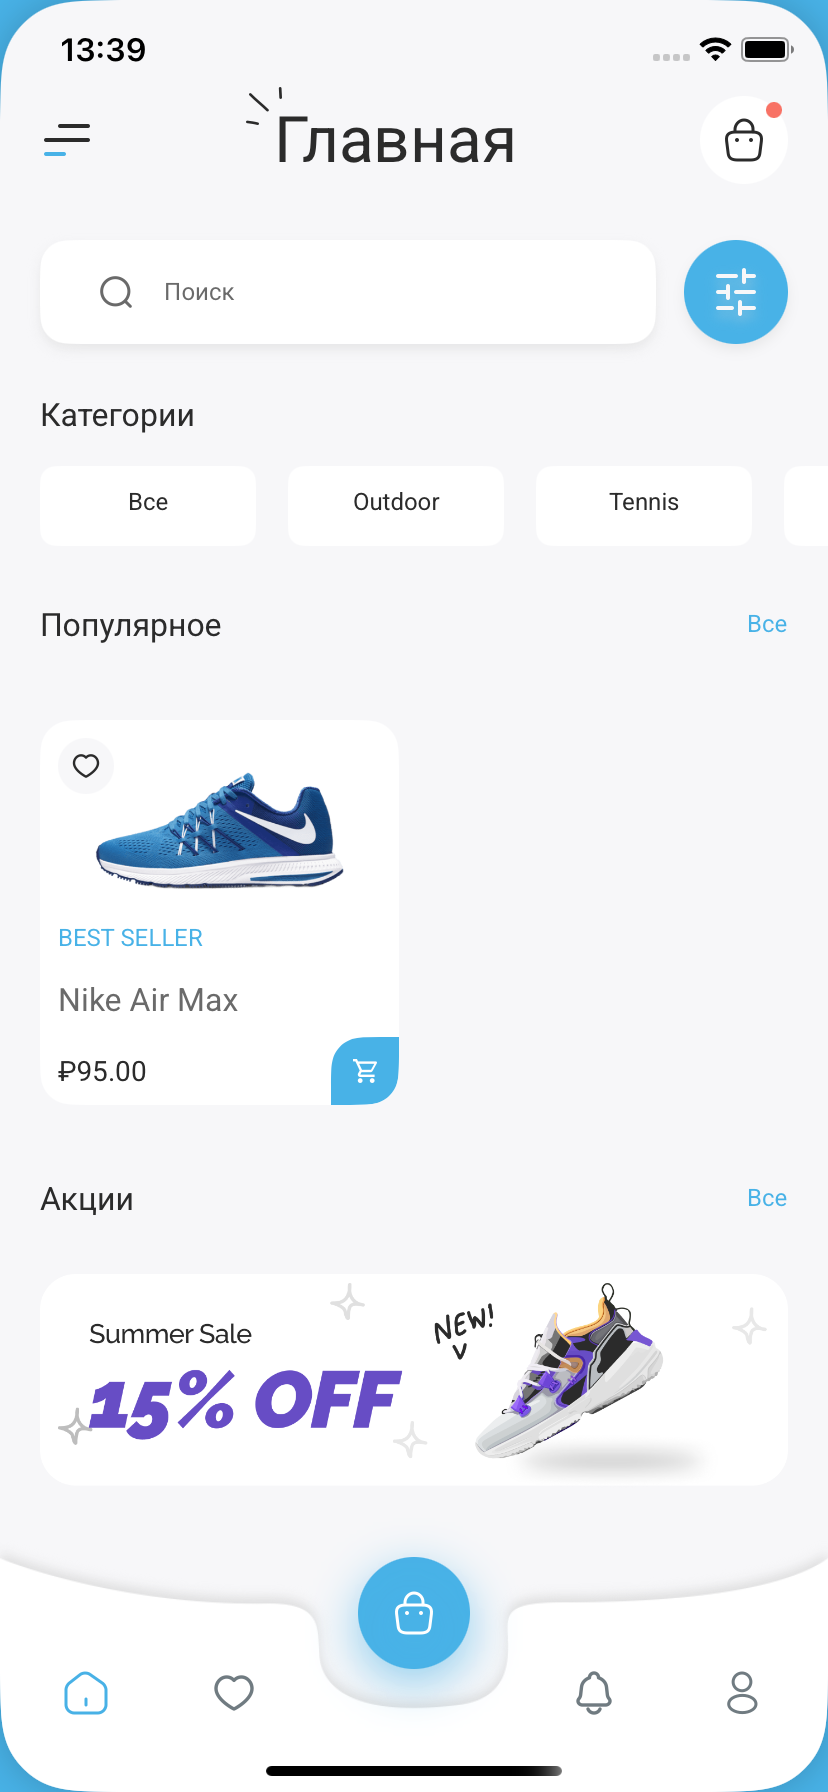 13:39
Главная
Поиск
Категории
Все
Outdoor
Tennis
Популярное
Все
BEST SELLER
Nike Air Max
₽95.00
Акции
Все
Summer Sale
15% OFF
NEW!